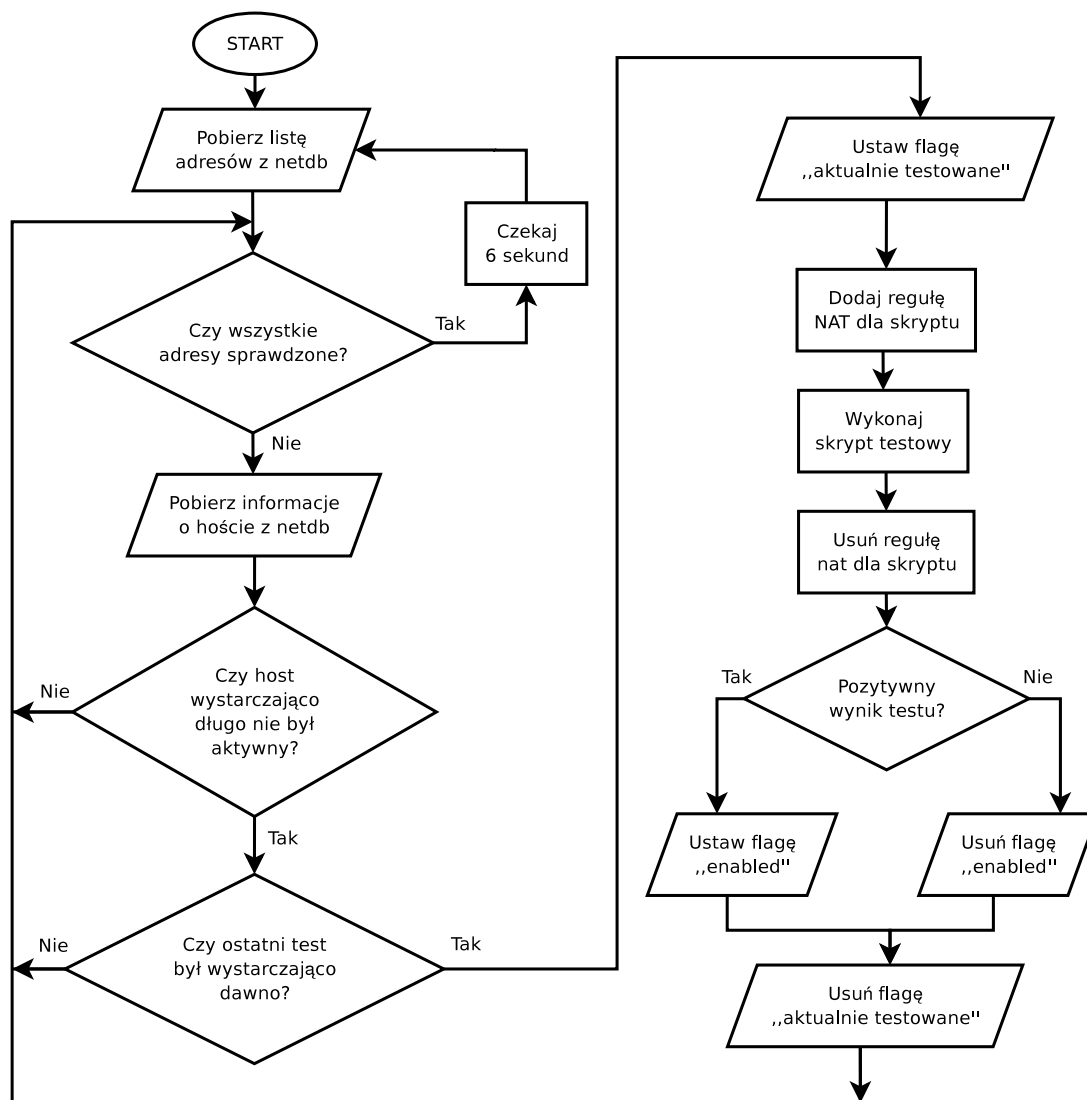 START
Pobierz listę
adresów z netdb
Czekaj
6 sekund
Czy wszystkie
adresy sprawdzone?
Tak
Nie
Pobierz informacje
o hoście z netdb
Czy host
wystarczająco
długo nie był
aktywny?
Nie
Tak
Czy ostatni test
był wystarczająco
dawno?
Nie
Tak
Ustaw flagę
,,aktualnie testowane"
Dodaj regułę
NAT dla skryptu
Wykonaj
skrypt testowy
Usuń regułę
nat dla skryptu
Pozytywny
wynik testu?
Tak
Nie
Ustaw flagę
,,enabled"
Usuń flagę
,,enabled"
Usuń flagę
,,aktualnie testowane"